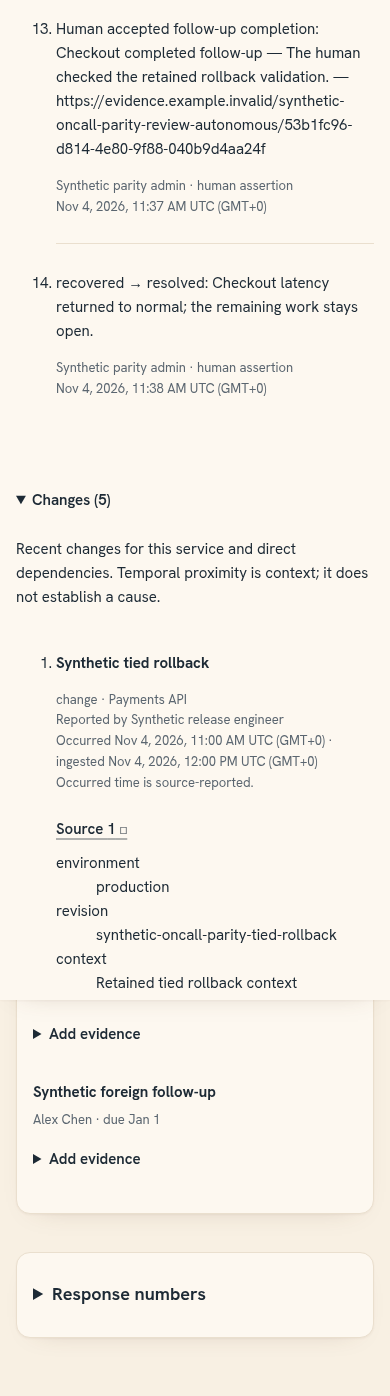 13. Human accepted follow-up completion:
Checkout completed follow-up — The human
checked the retained rollback validation. —
https://evidence.example.invalid/synthetic-
oncall-parity-review-autonomous/53b1fc96-
d814-4e80-9f88-040b9d4aa24f
Synthetic parity admin · human assertion
Nov 4, 2026, 11:37 AM UTC (GMT+0)
14. recovered → resolved: Checkout latency
returned to normal; the remaining work stays
open.
Synthetic parity admin · human assertion
Nov 4, 2026, 11:38 AM UTC (GMT+0)
▼ Changes (5)
Recent changes for this service and direct
dependencies. Temporal proximity is context; it does
not establish a cause.
1. Synthetic tied rollback
change · Payments API
Reported by Synthetic release engineer
Occurred Nov 4, 2026, 11:00 AM UTC (GMT+0) ·
ingested Nov 4, 2026, 12:00 PM UTC (GMT+0)
Occurred time is source-reported.
Source 1
environment
production
revision
synthetic-oncall-parity-tied-rollback
context
Retained tied rollback context
▶ Add evidence
Synthetic foreign follow-up
Alex Chen · due Jan 1
▶ Add evidence
▶ Response numbers